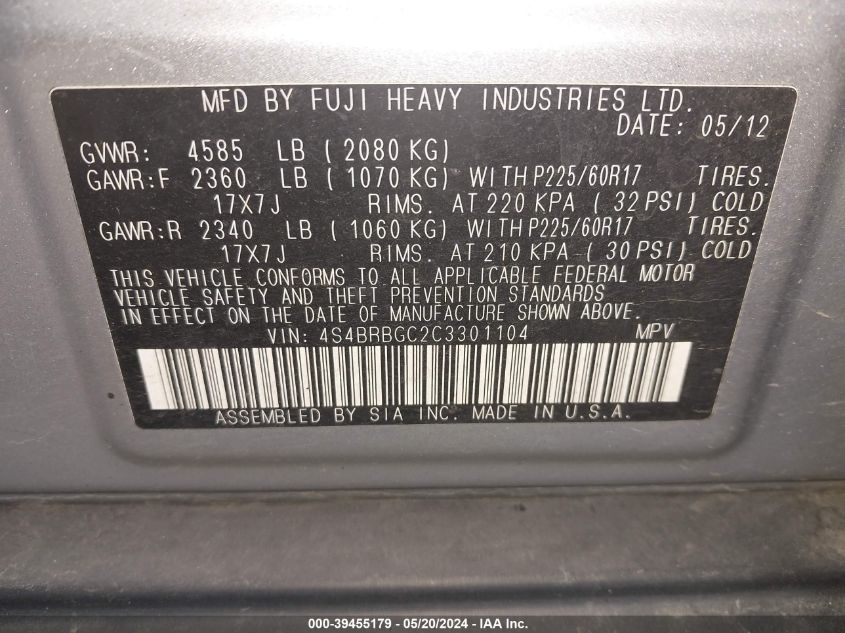 MFD BY FUJI HEAVY INDUSTRIES LTD.
DATE: 05/12
GVWR: 4585 LB ( 2080 KG)
GAWR:F 2360 LB ( 1070 KG) WITH P225/60R17 TIRES.
17X7J RIMS. AT 220 KPA ( 32 PSI) COLD
GAWR:R 2340 LB ( 1060 KG) WITH P225/60R17 TIRES.
17X7J RIMS. AT 210 KPA ( 30 PSI) COLD
THIS VEHICLE CONFORMS TO ALL APPLICABLE FEDERAL MOTOR
VEHICLE SAFETY AND THEFT PREVENTION STANDARDS
IN EFFECT ON THE DATE OF MANUFACTURE SHOWN ABOVE.
VIN: 4S4BRBGC2C3301104 MPV
ASSEMBLED BY SIA INC. MADE IN U.S.A.
000-39455179 — 05/20/2024 — IAA Inc.